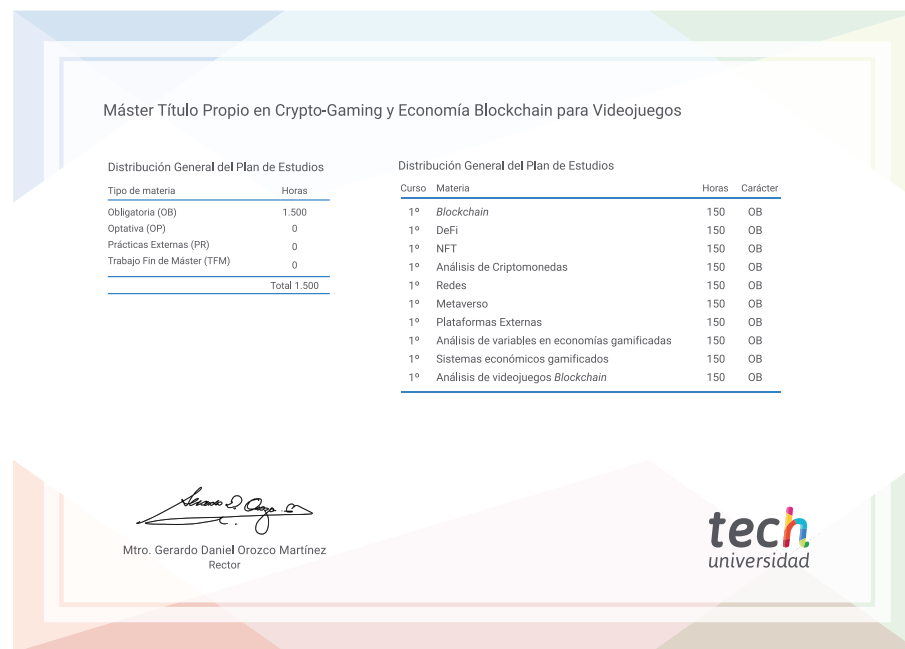 Máster Título Propio en Crypto-Gaming y Economía Blockchain para Videojuegos
Distribución General del Plan de Estudios
Tipo de materia Horas
Obligatoria (OB) 1.500
Optativa (OP) 0
Prácticas Externas (PR) 0
Trabajo Fin de Máster (TFM) 0
Total 1.500
Distribución General del Plan de Estudios
Curso Materia Horas Carácter
1º Blockchain 150 OB
1º DeFi 150 OB
1º NFT 150 OB
1º Análisis de Criptomonedas 150 OB
1º Redes 150 OB
1º Metaverso 150 OB
1º Plataformas Externas 150 OB
1º Análisis de variables en economías gamificadas 150 OB
1º Sistemas económicos gamificados 150 OB
1º Análisis de videojuegos Blockchain 150 OB
Mtro. Gerardo Daniel Orozco Martínez
Rector
tech
universidad